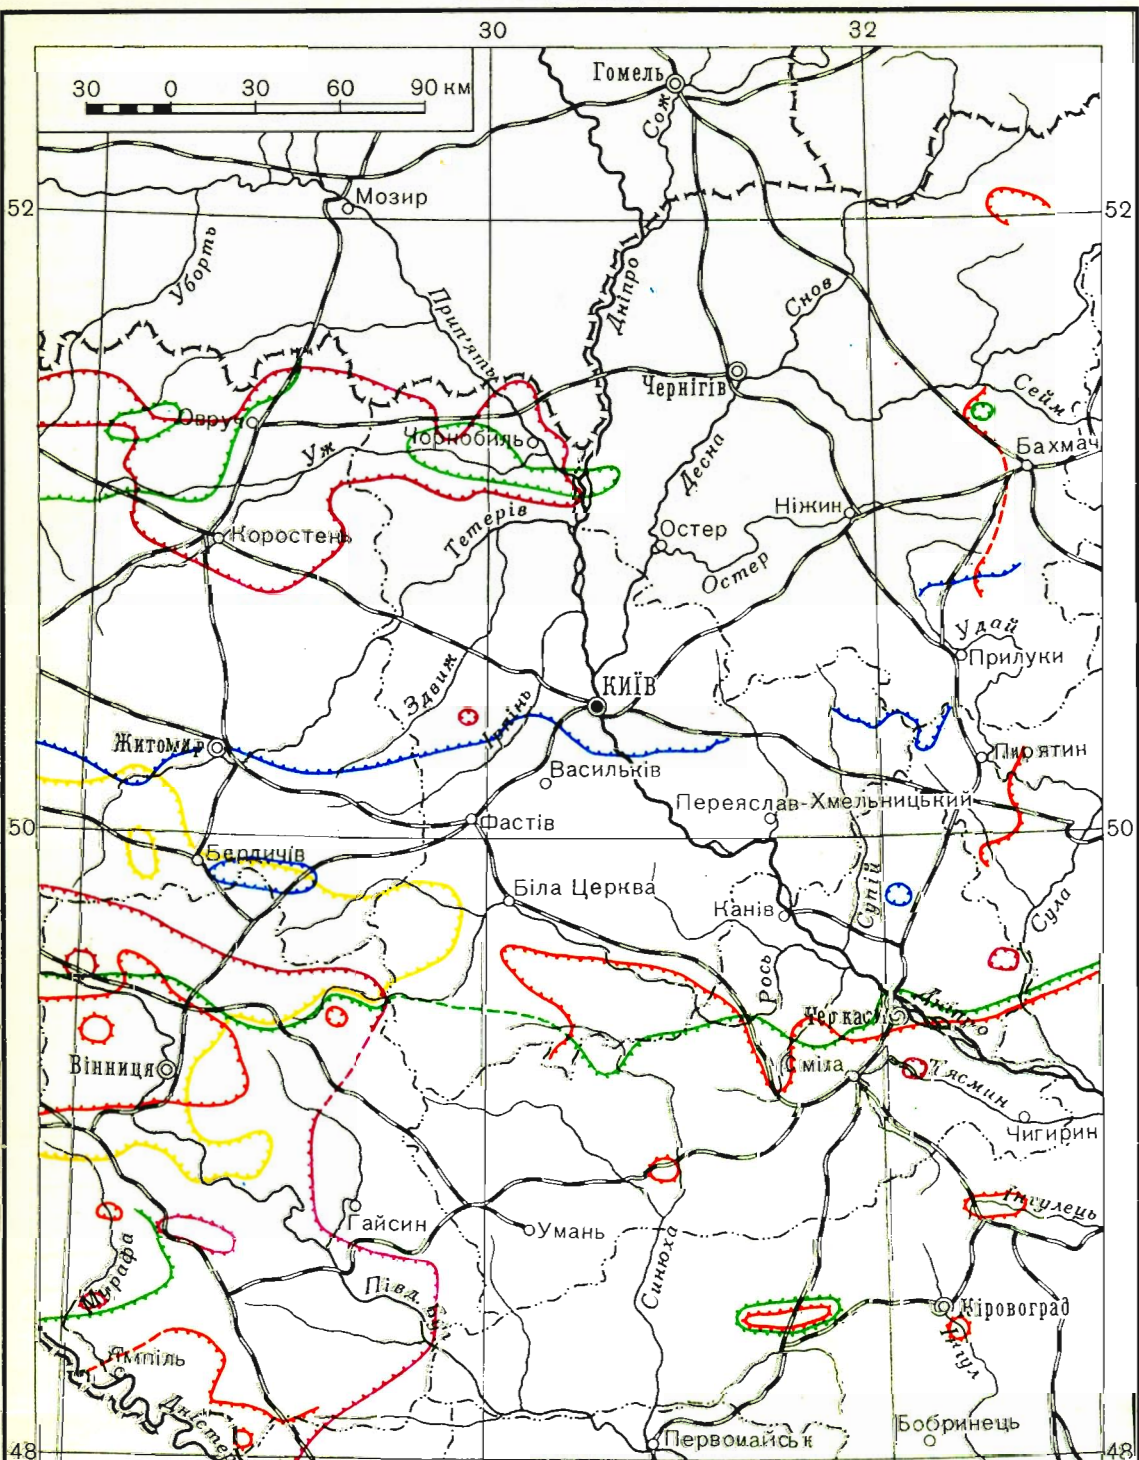 30
32
30 0 30 60 90 км
Гомель
Сож
Мозир
52
52
Уборть
Прип'ять
Дніпро
Снов
Чернігів
Сейм
Овруч
Чорнобиль
Уж
Бахмач
Десна
Тетерів
Ніжин
Коростень
Остер
Остер
Удай
Прилуки
Здвиж
КИЇВ
Ірпінь
Житомир
Пирятин
Васильків
Переяслав-Хмельницький
50
Фастів
50
Бердичів
Біла Церква
Канів
Супій
Сула
Рось
Дніпро
Черкаси
Вінниця
Сміла
Тясмин
Чигирин
Гайсин
Умань
Інгулець
Мурафа
Півд. Буг
Синюха
Кіровоград
Ямпіль
Інгул
Дністер
Бобринець
Первомайськ
48
48